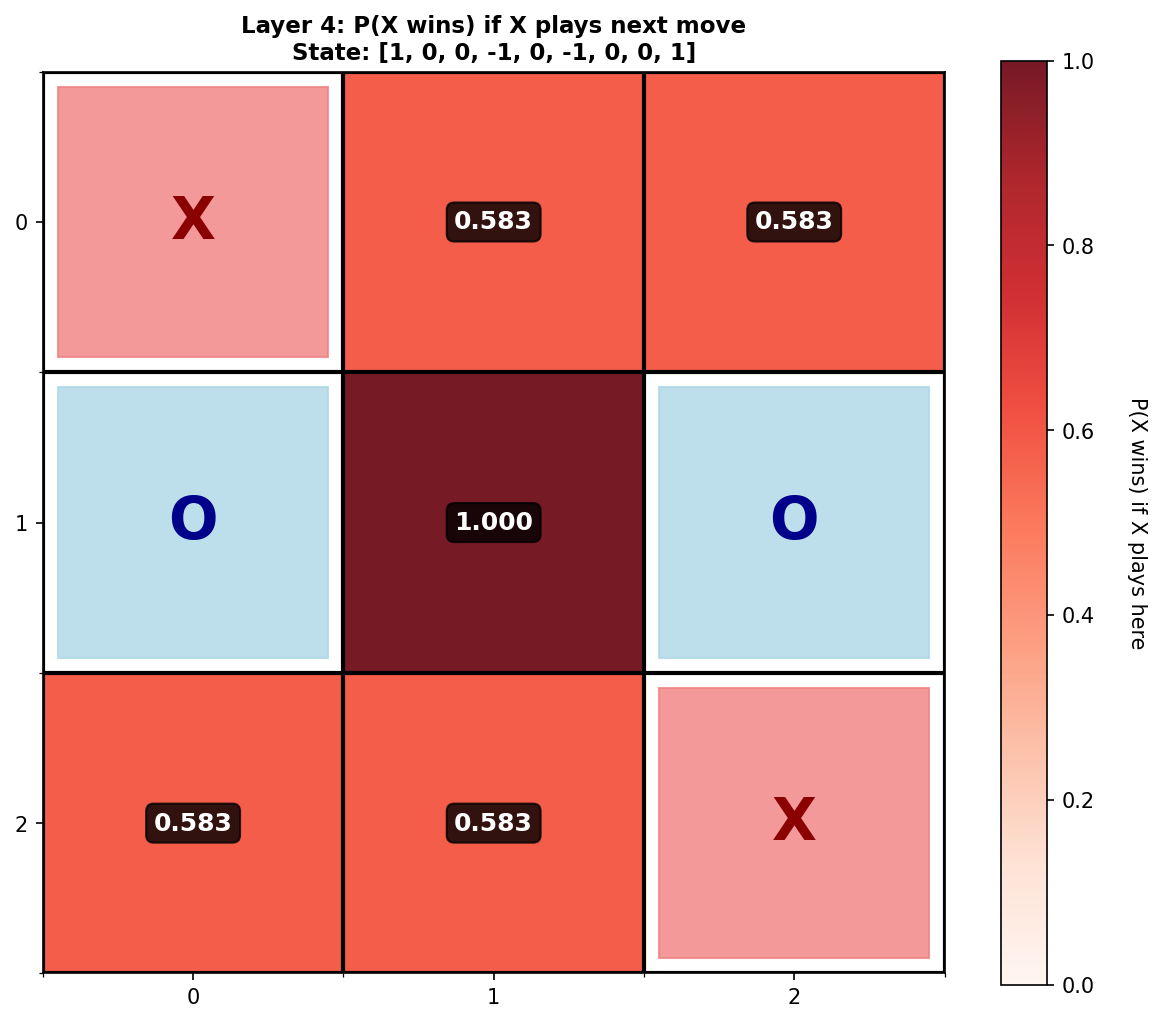 Layer 4: P(X wins) if X plays next move
State: [1, 0, 0, -1, 0, -1, 0, 0, 1]
0
X
0.583
0.583
1
O
1.000
O
2
0.583
0.583
X
0
1
2
1.0
0.8
0.6
0.4
0.2
0.0
P(X wins) if X plays here